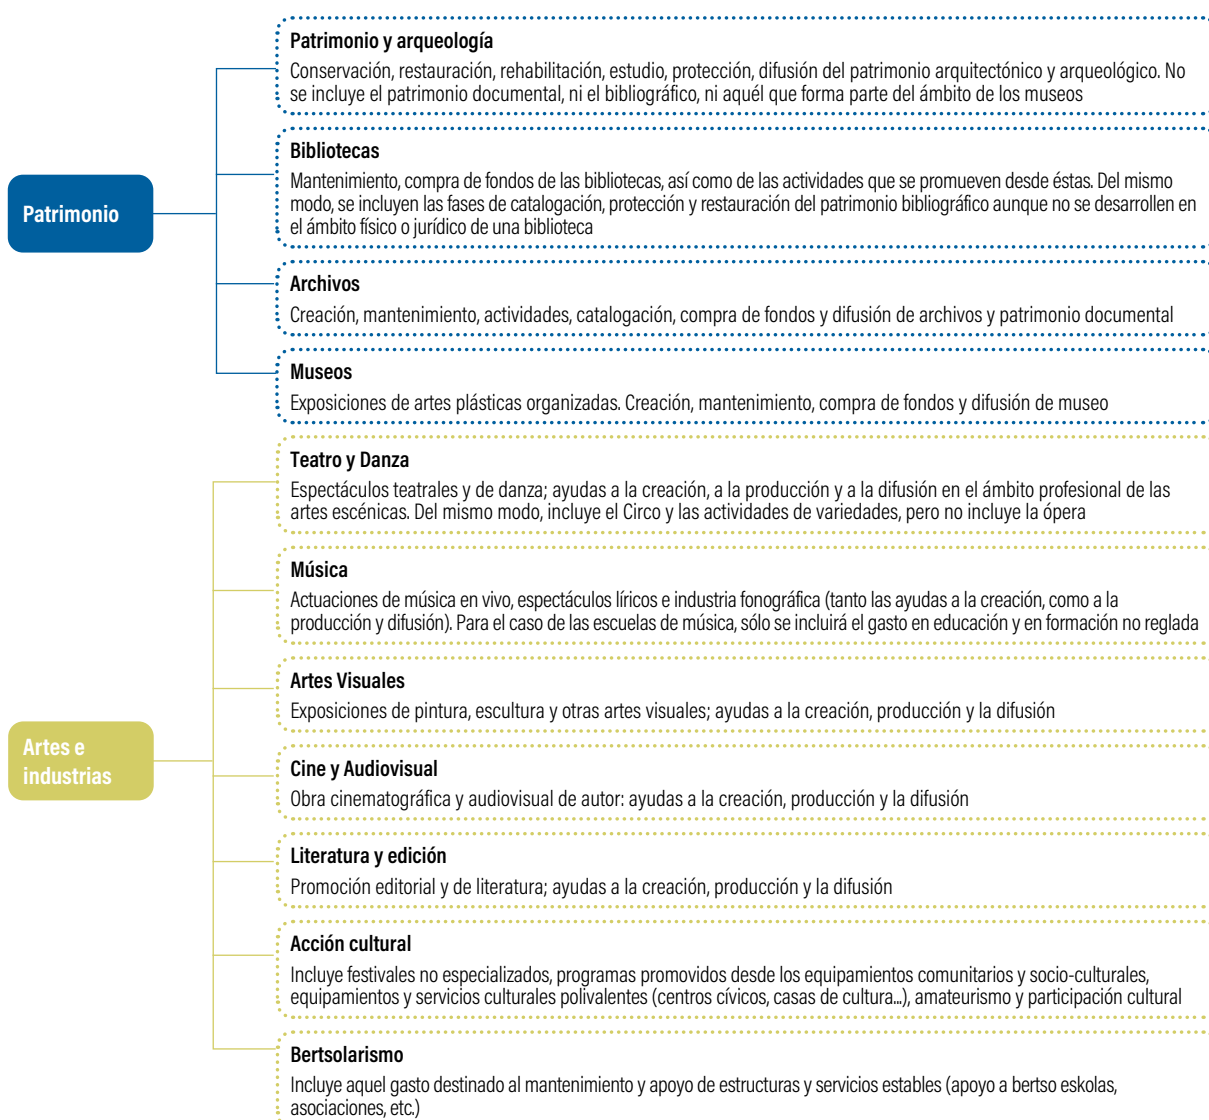 Patrimonio y arqueología
Conservación, restauración, rehabilitación, estudio, protección, difusión del patrimonio arquitectónico y arqueológico. No
se incluye el patrimonio documental, ni el bibliográfico, ni aquél que forma parte del ámbito de los museos
Bibliotecas
Mantenimiento, compra de fondos de las bibliotecas, así como de las actividades que se promueven desde éstas. Del mismo
modo, se incluyen las fases de catalogación, protección y restauración del patrimonio bibliográfico aunque no se desarrollen en
el ámbito físico o jurídico de una biblioteca
Patrimonio
Archivos
Creación, mantenimiento, actividades, catalogación, compra de fondos y difusión de archivos y patrimonio documental
Museos
Exposiciones de artes plásticas organizadas. Creación, mantenimiento, compra de fondos y difusión de museo
Teatro y Danza
Espectáculos teatrales y de danza; ayudas a la creación, a la producción y a la difusión en el ámbito profesional de las
artes escénicas. Del mismo modo, incluye el Circo y las actividades de variedades, pero no incluye la ópera
Música
Actuaciones de música en vivo, espectáculos líricos e industria fonográfica (tanto las ayudas a la creación, como a la
producción y difusión). Para el caso de las escuelas de música, sólo se incluirá el gasto en educación y en formación no reglada
Artes Visuales
Exposiciones de pintura, escultura y otras artes visuales; ayudas a la creación, producción y la difusión
Artes e
industrias
Cine y Audiovisual
Obra cinematográfica y audiovisual de autor: ayudas a la creación, producción y la difusión
Literatura y edición
Promoción editorial y de literatura; ayudas a la creación, producción y la difusión
Acción cultural
Incluye festivales no especializados, programas promovidos desde los equipamientos comunitarios y socio-culturales,
equipamientos y servicios culturales polivalentes (centros cívicos, casas de cultura...), amateurismo y participación cultural
Bertsolarismo
Incluye aquel gasto destinado al mantenimiento y apoyo de estructuras y servicios estables (apoyo a bertso eskolas,
asociaciones, etc.)